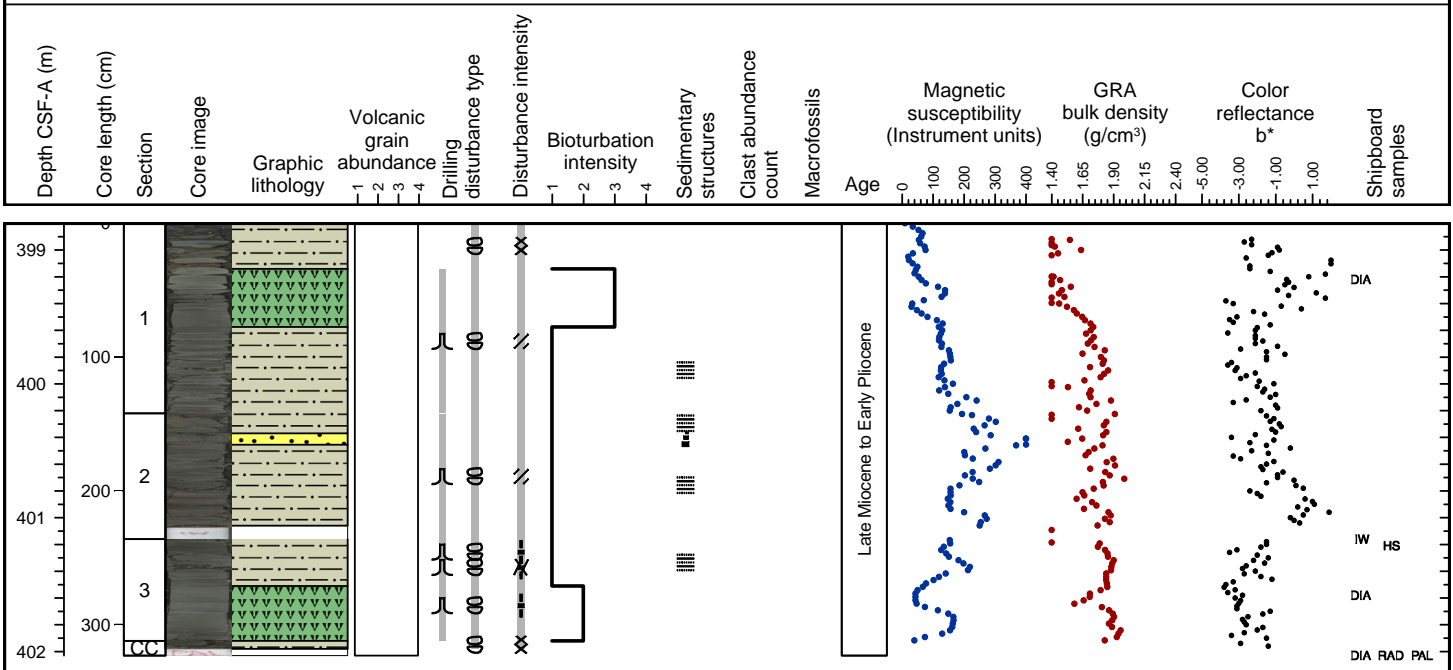 Depth CSF-A (m)
Core length (cm)
Section
Core image
Graphic
lithology
Volcanic
grain
abundance
1 2 3 4
Drilling
disturbance type
Disturbance intensity
Bioturbation
intensity
1 2 3 4
Sedimentary
structures
Clast abundance
count
Macrofossils
Age
Magnetic
susceptibility
(Instrument units)
0 100 200 300 400
GRA
bulk density
(g/cm³)
1.40 1.65 1.90 2.15 2.40
Color
reflectance
b*
-5.00 -3.00 -1.00 1.00
Shipboard
samples
399
400
401
402
0
100
200
300
1
2
3
CC
Late Miocene to Early Pliocene
DIA
IW HS
DIA
DIA RAD PAL